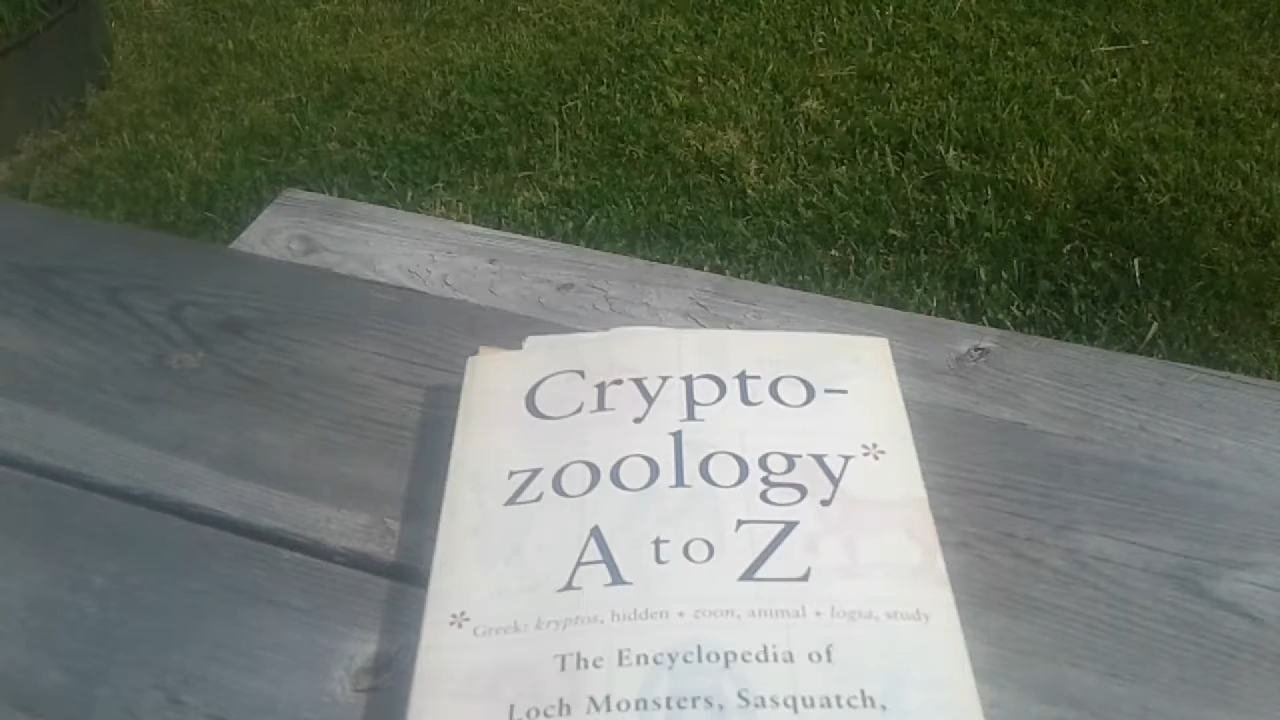 Crypto-
zoology*
A to Z
*Greek: kryptos, hidden + zoon, animal + logia, study
The Encyclopedia of
Loch Monsters, Sasquatch,